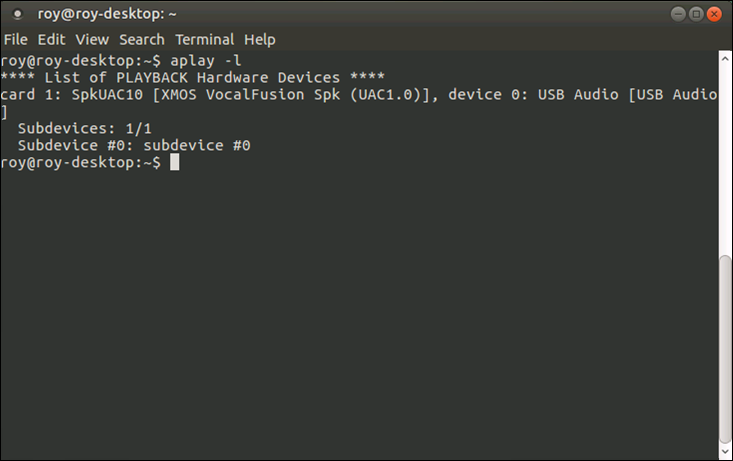 roy@roy-desktop: ~
File Edit View Search Terminal Help
roy@roy-desktop:~$ aplay -l
**** List of PLAYBACK Hardware Devices ****
card 1: SpkUAC10 [XMOS VocalFusion Spk (UAC1.0)], device 0: USB Audio [USB Audio
]
  Subdevices: 1/1
  Subdevice #0: subdevice #0
roy@roy-desktop:~$